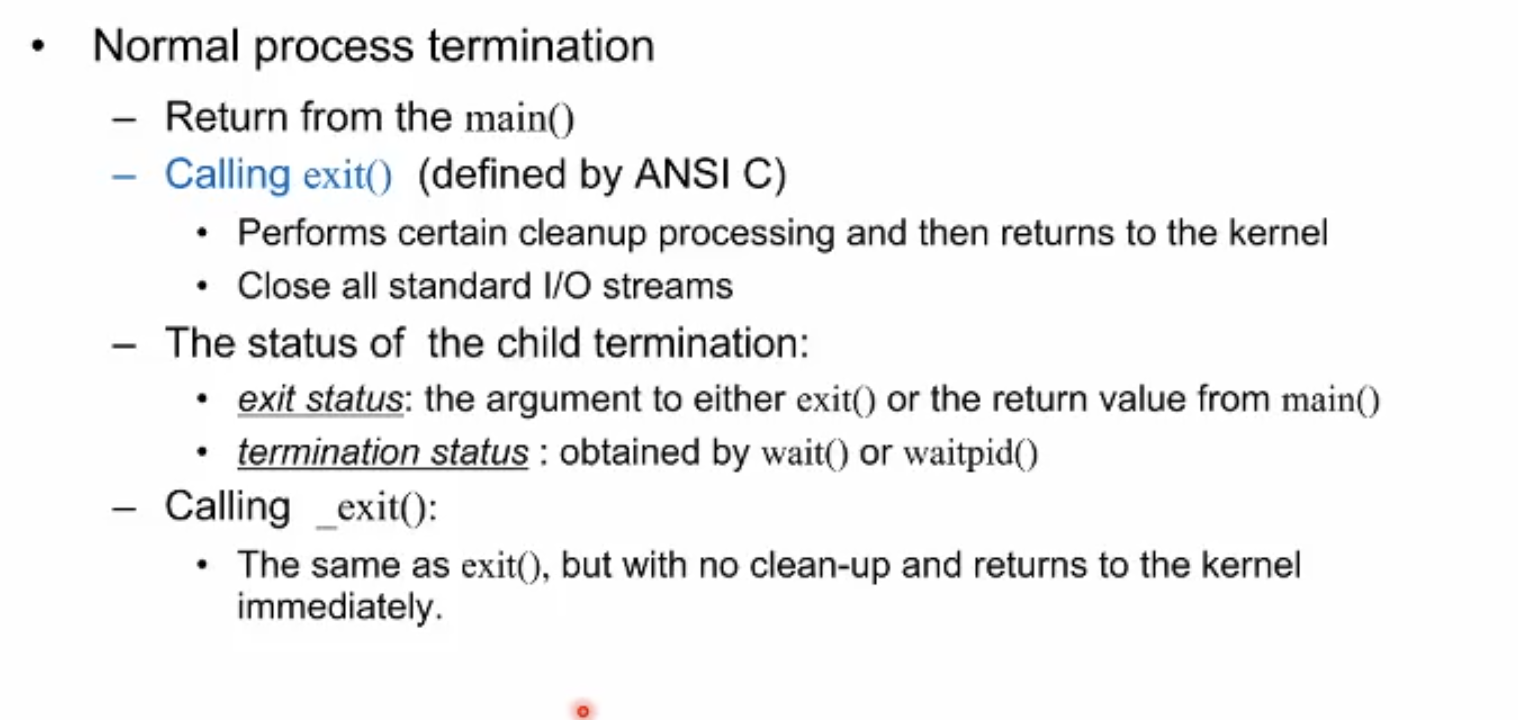 • Normal process termination
– Return from the main()
– Calling exit() (defined by ANSI C)
• Performs certain cleanup processing and then returns to the kernel
• Close all standard I/O streams
– The status of the child termination:
• exit status: the argument to either exit() or the return value from main()
• termination status : obtained by wait() or waitpid()
– Calling _exit():
• The same as exit(), but with no clean-up and returns to the kernel
immediately.